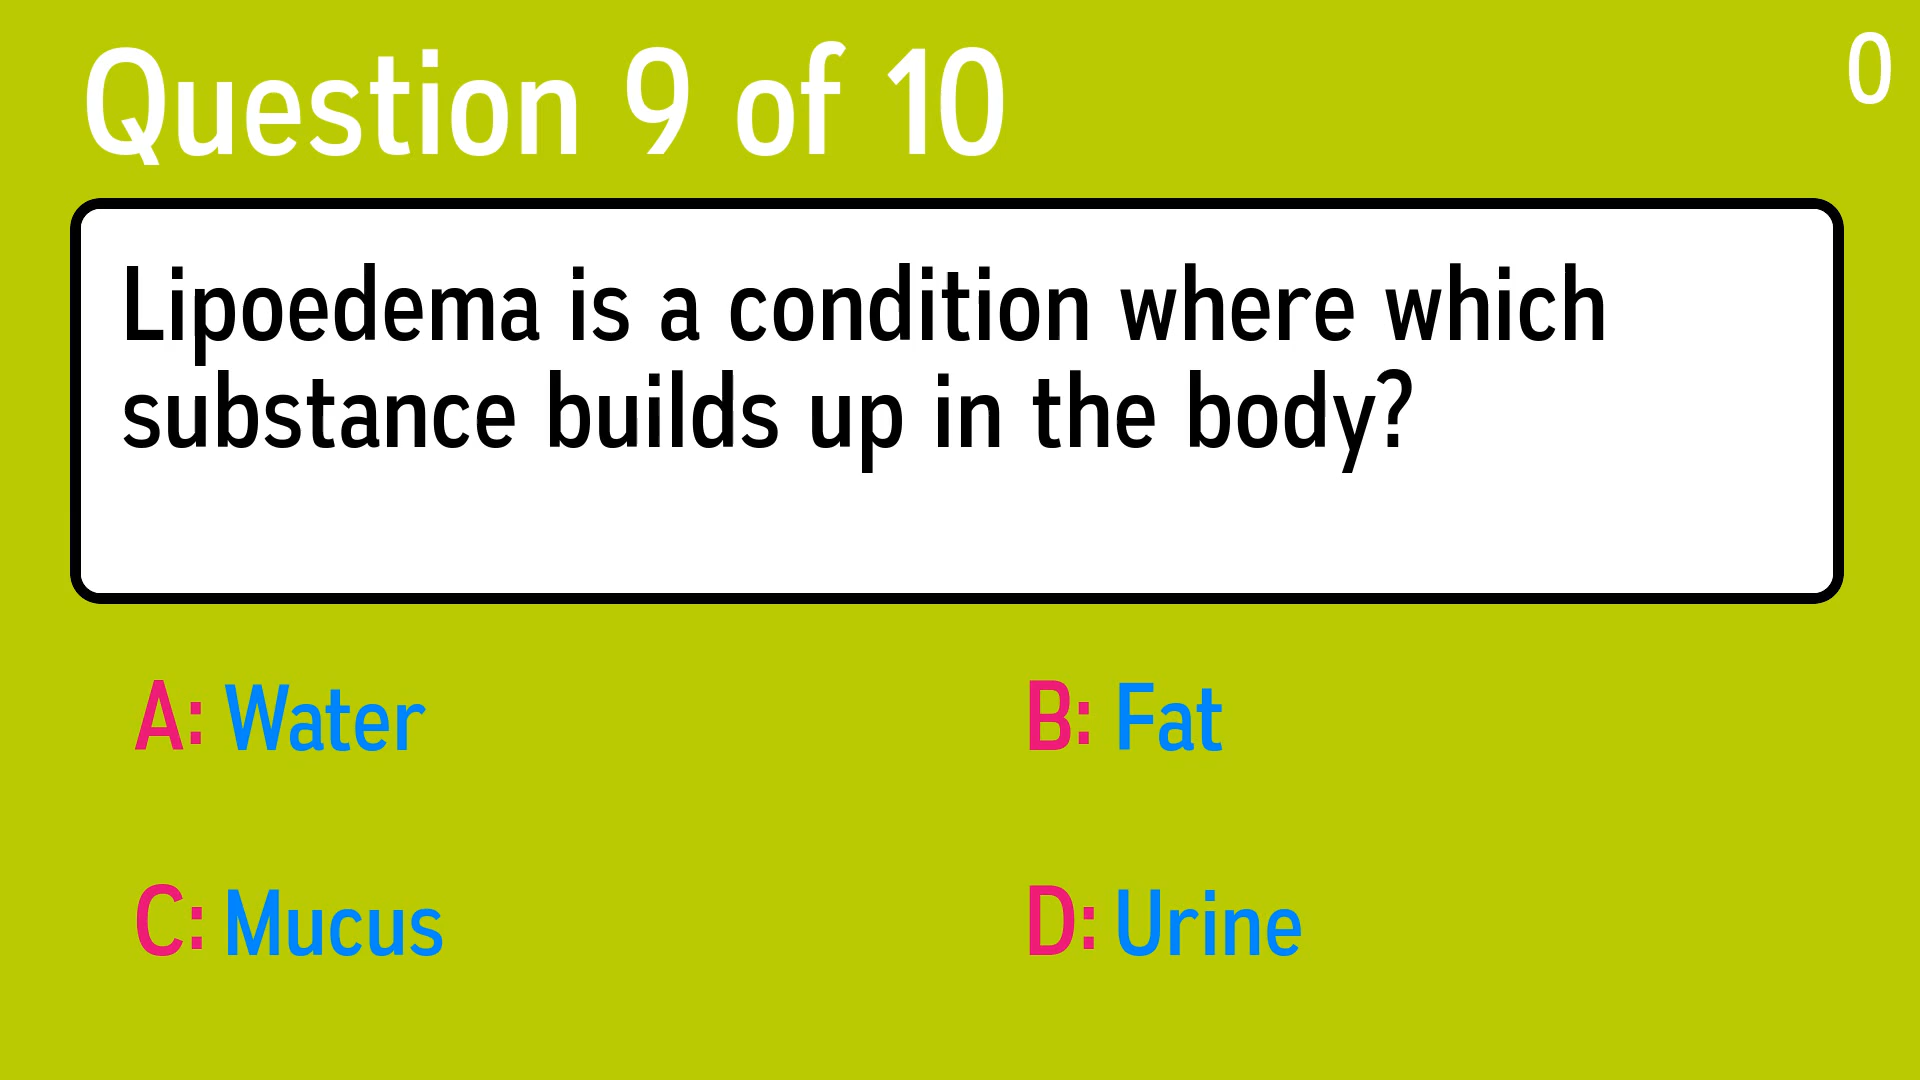 Question 9 of 10
0
Lipoedema is a condition where which
substance builds up in the body?
A: Water
B: Fat
C: Mucus
D: Urine